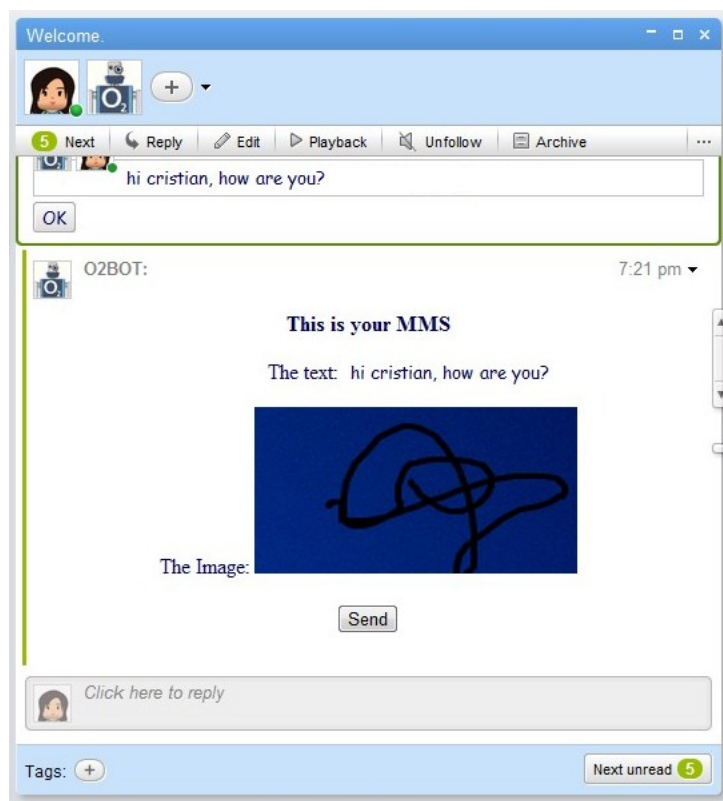 Welcome.
O2
5 Next Reply Edit Playback Unfollow Archive
hi cristian, how are you?
OK
O2BOT: 7:21 pm
This is your MMS
The text: hi cristian, how are you?
The Image:
Send
Click here to reply
Tags: Next unread 5